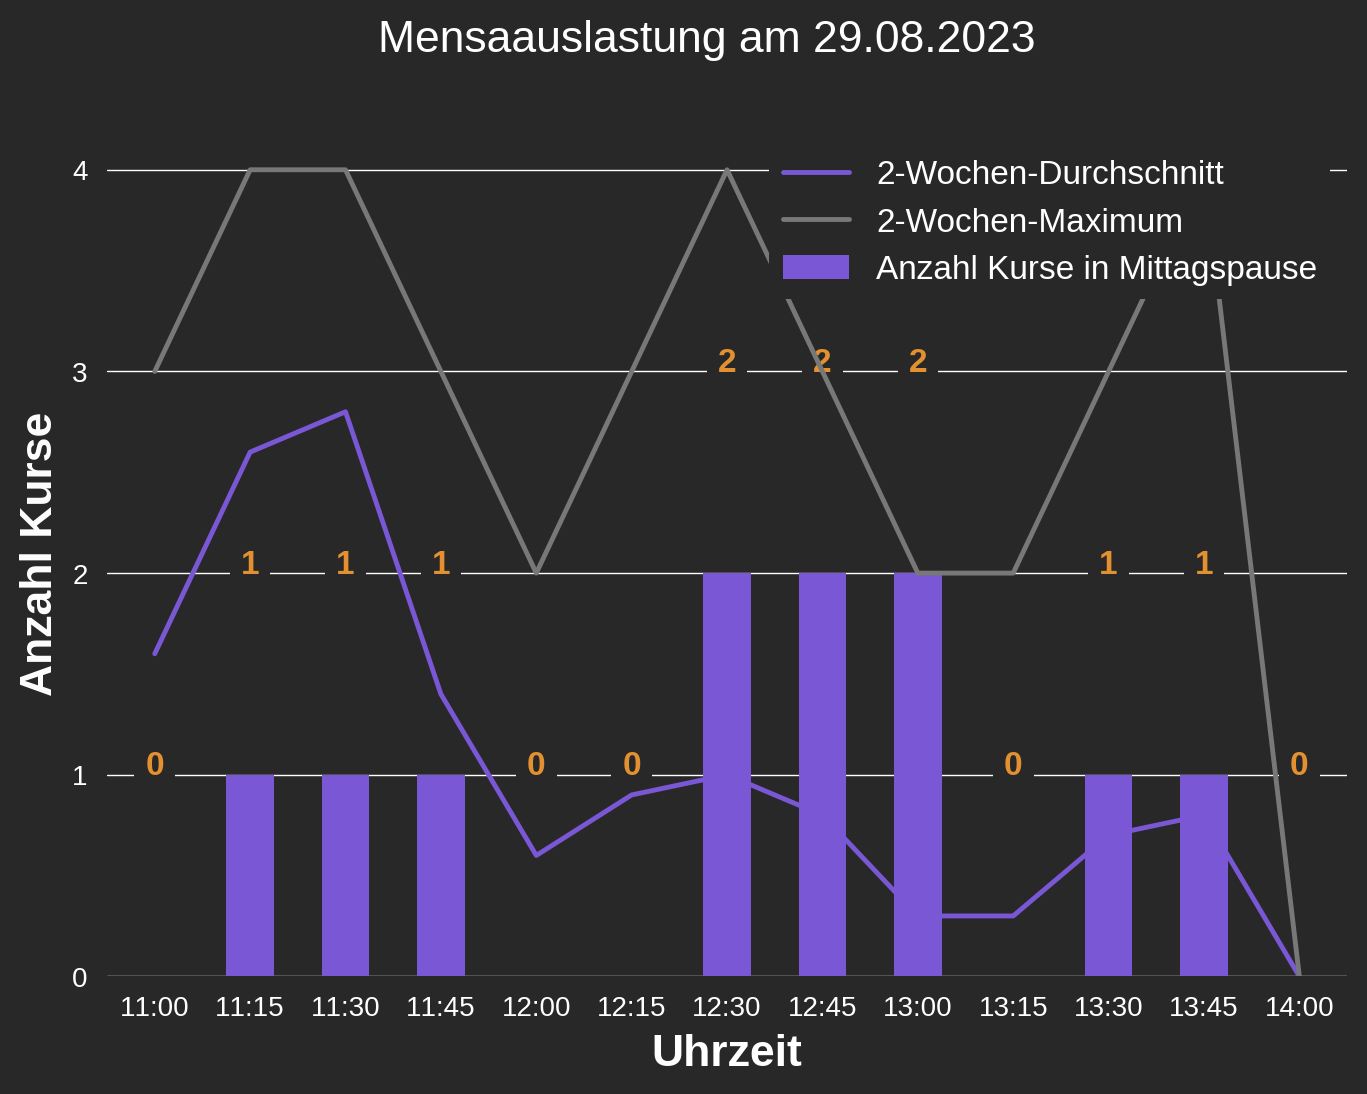 Mensaauslastung am 29.08.2023
2-Wochen-Durchschnitt
2-Wochen-Maximum
Anzahl Kurse in Mittagspause
Anzahl Kurse
4
3
2
1
0
2 2 2
1 1 1 1 1
0 0 0 0 0
11:00 11:15 11:30 11:45 12:00 12:15 12:30 12:45 13:00 13:15 13:30 13:45 14:00
Uhrzeit